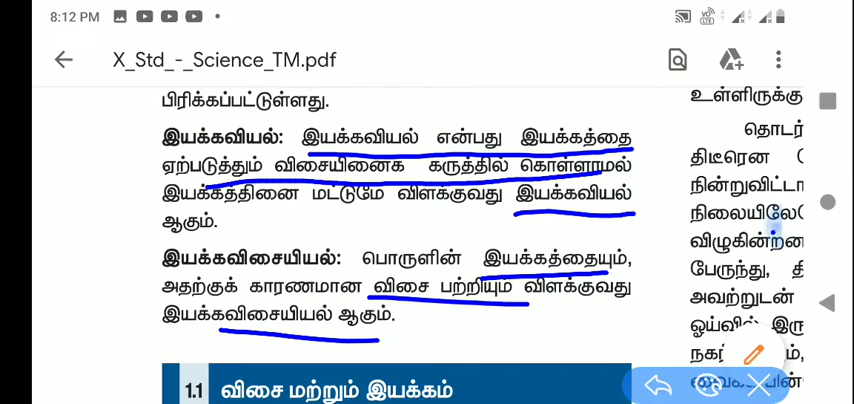 8:12 PM
VO
LTE
X_Std_-_Science_TM.pdf
பிரிக்கப்பட்டுள்ளது.
இயக்கவியல்: இயக்கவியல் என்பது இயக்கத்தை
ஏற்படுத்தும் விசையினைக் கருத்தில் கொள்ளாமல்
இயக்கத்தினை மட்டுமே விளக்குவது இயக்கவியல்
ஆகும்.
இயக்கவிசையியல்: பொருளின் இயக்கத்தையும்,
அதற்குக் காரணமான விசை பற்றியும் விளக்குவது
இயக்கவிசையியல் ஆகும்.
1.1 விசை மற்றும் இயக்கம்
உள்ளிருக்கு
தொடர்
திடீரென
நின்றுவிட்டா
நிலையிலே
விழுகின்றன
பேருந்து, தி
அவற்றுடன்
ஓய்வில் இரு
நகர